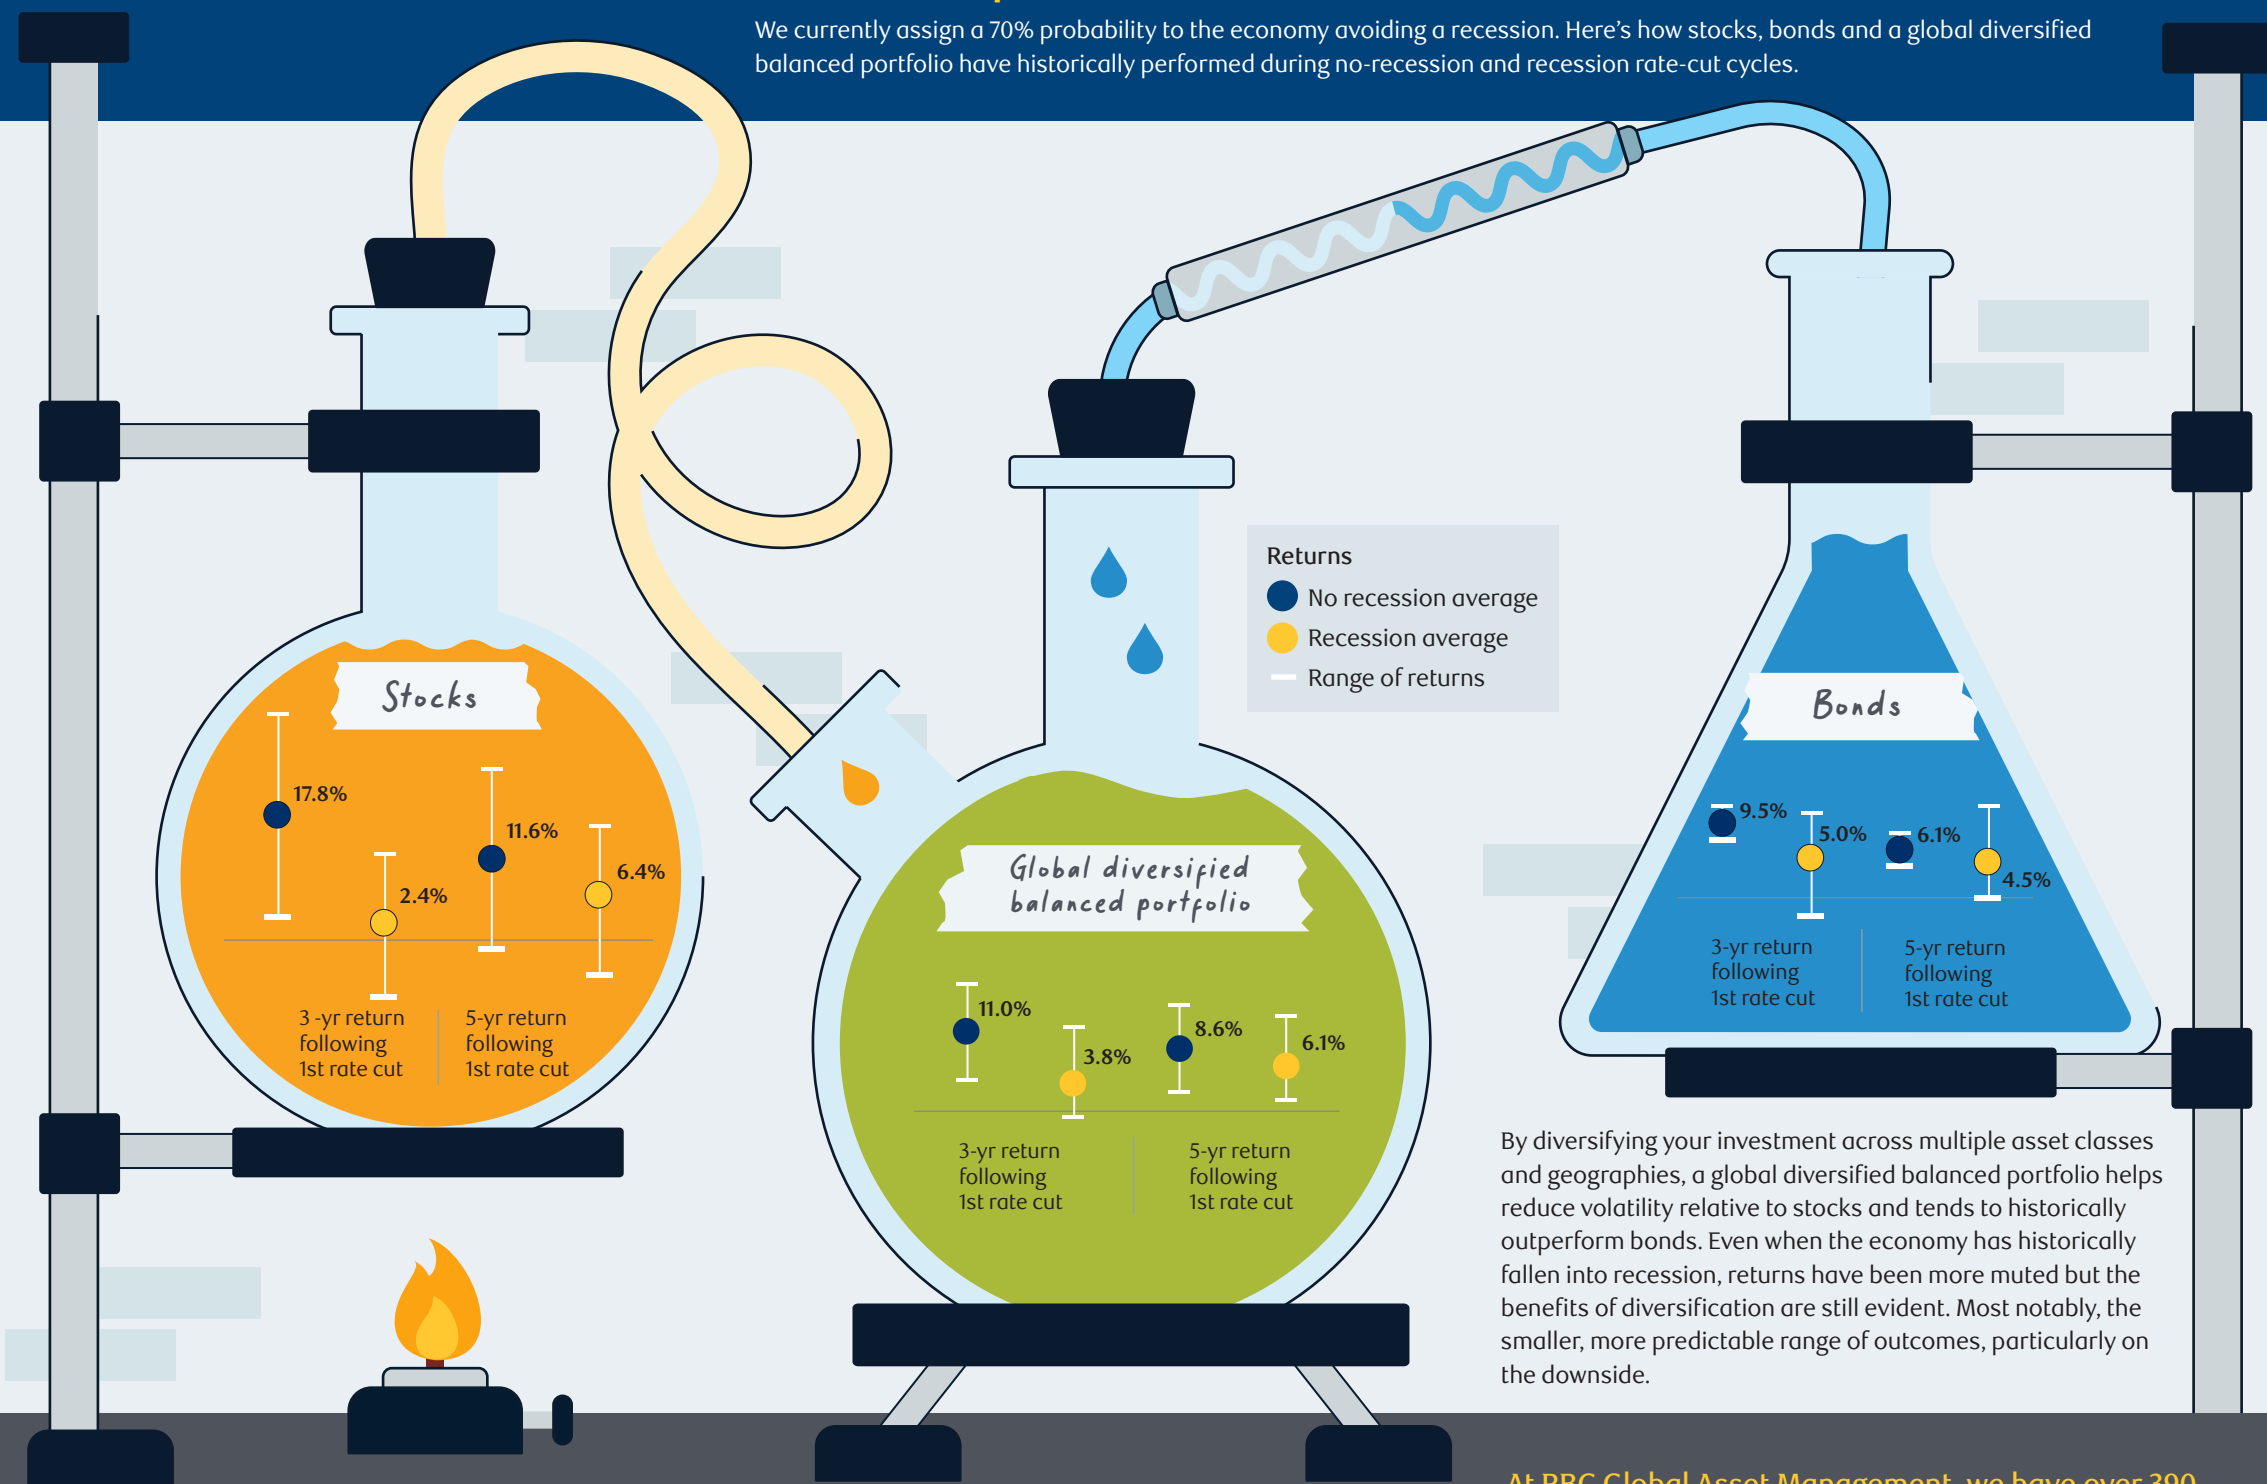 We currently assign a 70% probability to the economy avoiding a recession. Here's how stocks, bonds and a global diversified
balanced portfolio have historically performed during no-recession and recession rate-cut cycles.
Returns
No recession average
Recession average
Range of returns
Stocks
17.8%
2.4%
11.6%
6.4%
3 -yr return
following
1st rate cut
5-yr return
following
1st rate cut
Global diversified
balanced portfolio
11.0%
3.8%
8.6%
6.1%
3-yr return
following
1st rate cut
5-yr return
following
1st rate cut
Bonds
9.5%
5.0%
6.1%
4.5%
3-yr return
following
1st rate cut
5-yr return
following
1st rate cut
By diversifying your investment across multiple asset classes
and geographies, a global diversified balanced portfolio helps
reduce volatility relative to stocks and tends to historically
outperform bonds. Even when the economy has historically
fallen into recession, returns have been more muted but the
benefits of diversification are still evident. Most notably, the
smaller, more predictable range of outcomes, particularly on
the downside.
At RBC Global Asset Management, we have over 390